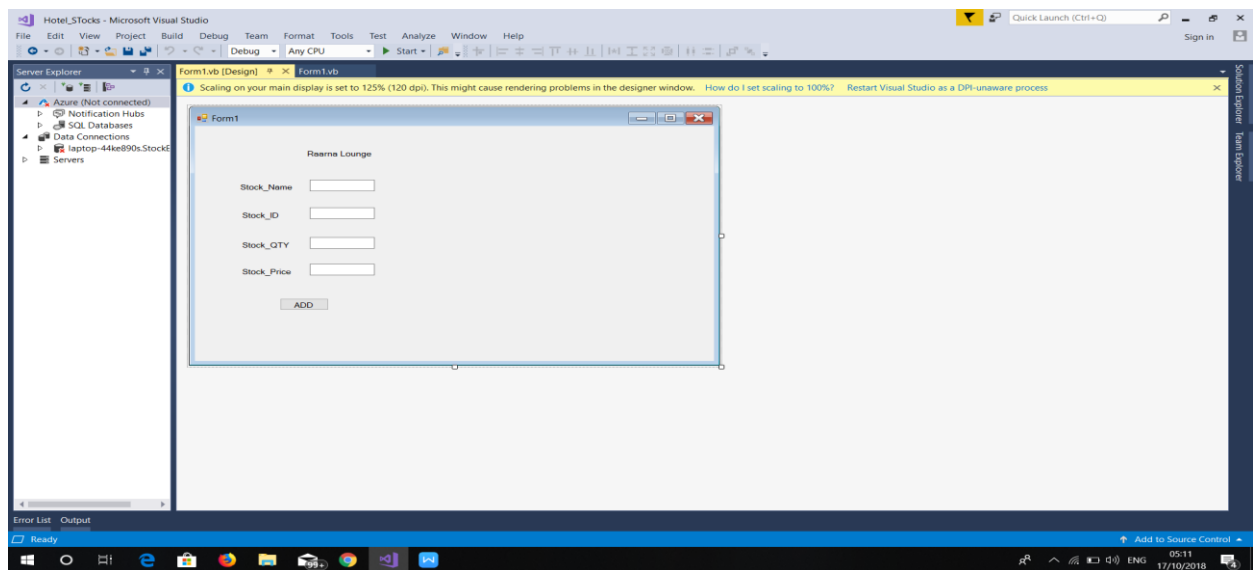 Hotel_STocks - Microsoft Visual Studio
Quick Launch (Ctrl+Q)
File Edit View Project Build Debug Team Format Tools Test Analyze Window Help
Sign in
Debug Any CPU Start
Server Explorer
Form1.vb [Design] Form1.vb
Scaling on your main display is set to 125% (120 dpi). This might cause rendering problems in the designer window. How do I set scaling to 100%? Restart Visual Studio as a DPI-unaware process
Azure (Not connected)
Notification Hubs
SQL Databases
Data Connections
laptop-44ke890s.StockE
Servers
Form1
Raama Lounge
Stock_Name
Stock_ID
Stock_QTY
Stock_Price
ADD
Solution Explorer
Team Explorer
Error List Output
Ready
Add to Source Control
99+
ENG
05:11
17/10/2018
4